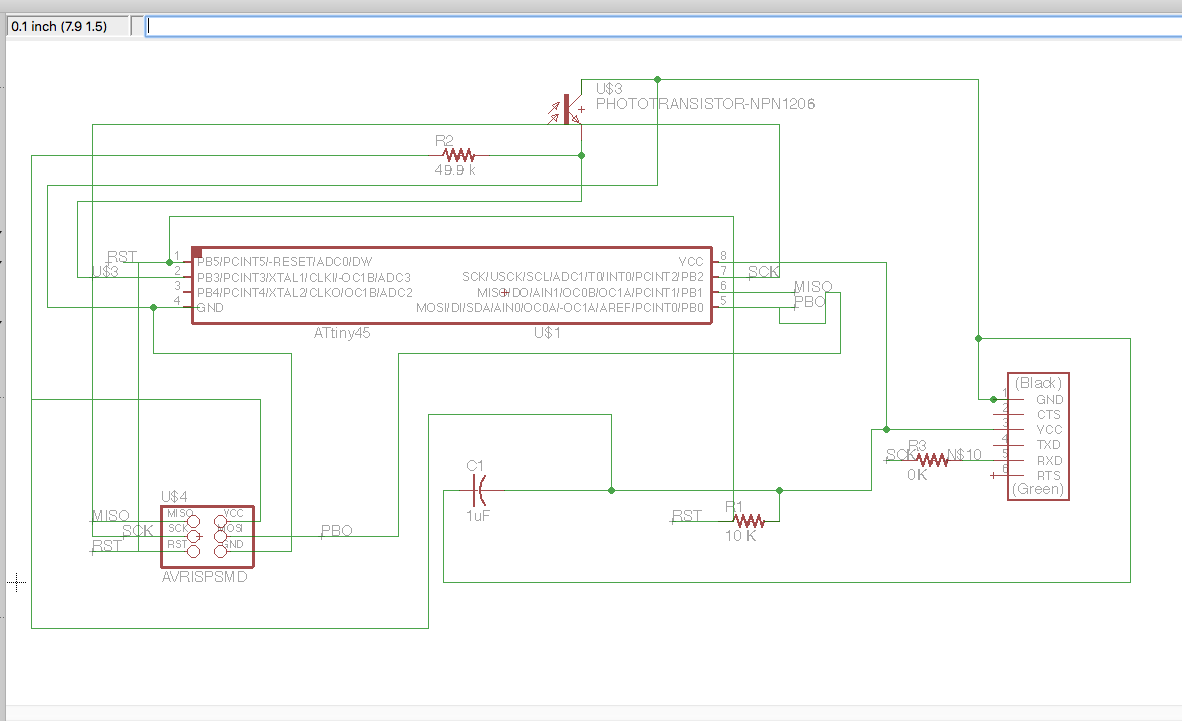 0.1 inch (7.9 1.5)
U$3
PHOTOTRANSISTOR-NPN1206
R2
49.9 k
RST
U$3
1
2
3
4
PB5/PCINT5/-RESET/ADC0/DW
PB3/PCINT3/XTAL1/CLKI/-OC1B/ADC3
PB4/PCINT4/XTAL2/CLKO/OC1B/ADC2
GND
VCC
SCK/USCK/SCL/ADC1/T0/INT0/PCINT2/PB2
MISO/DO/AIN1/OC0B/OC1A/PCINT1/PB1
MOSI/DI/SDA/AIN0/OC0A/-OC1A/AREF/PCINT0/PB0
8
7
6
5
SCK
MISO
PBO
ATtiny45
U$1
(Black)
1
2
3
4
5
6
GND
CTS
VCC
TXD
RXD
RTS
(Green)
R3
SCK
N$10
0K
C1
1uF
R1
RST
10 K
U$4
MISO
SCK
RST
MISO
SCK
RST
VCC
MOSI
GND
PBO
AVRISPSMD